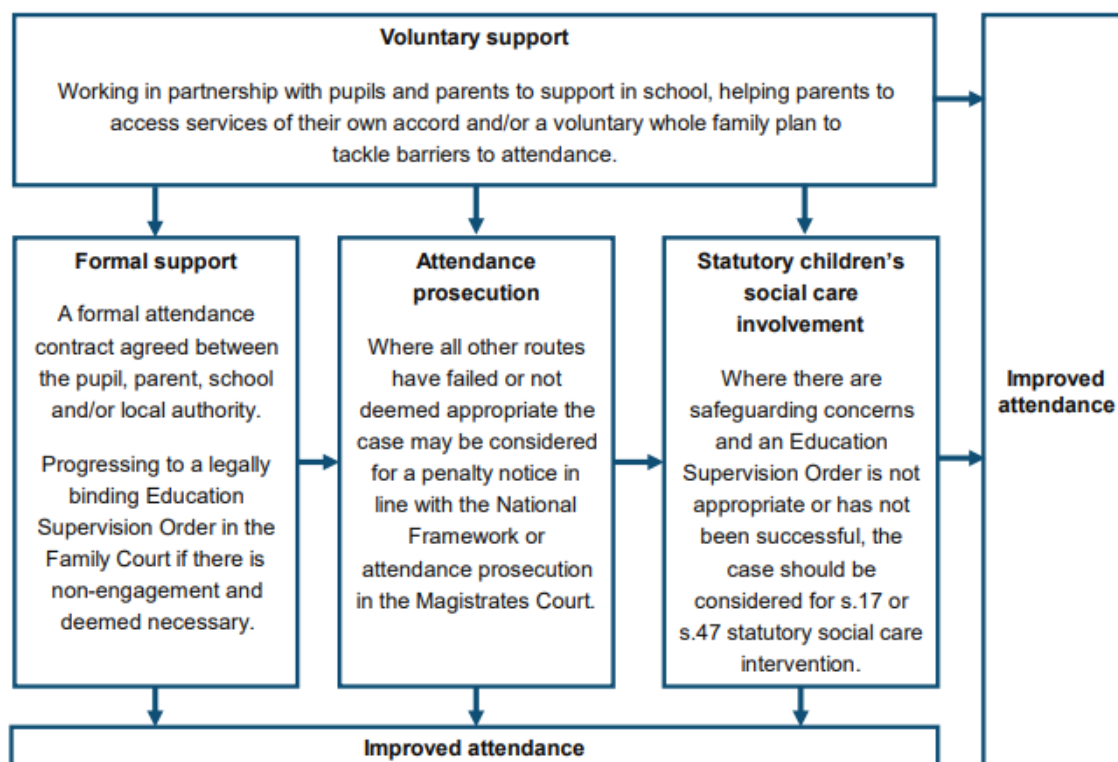 Voluntary support
Working in partnership with pupils and parents to support in school, helping parents to
access services of their own accord and/or a voluntary whole family plan to
tackle barriers to attendance.
Formal support
A formal attendance
contract agreed between
the pupil, parent, school
and/or local authority.
Progressing to a legally
binding Education
Supervision Order in the
Family Court if there is
non-engagement and
deemed necessary.
Attendance
prosecution
Where all other routes
have failed or not
deemed appropriate the
case may be considered
for a penalty notice in
line with the National
Framework or
attendance prosecution
in the Magistrates Court.
Statutory children's
social care
involvement
Where there are
safeguarding concerns
and an Education
Supervision Order is not
appropriate or has not
been successful, the
case should be
considered for s.17 or
s.47 statutory social care
intervention.
Improved
attendance
Improved attendance